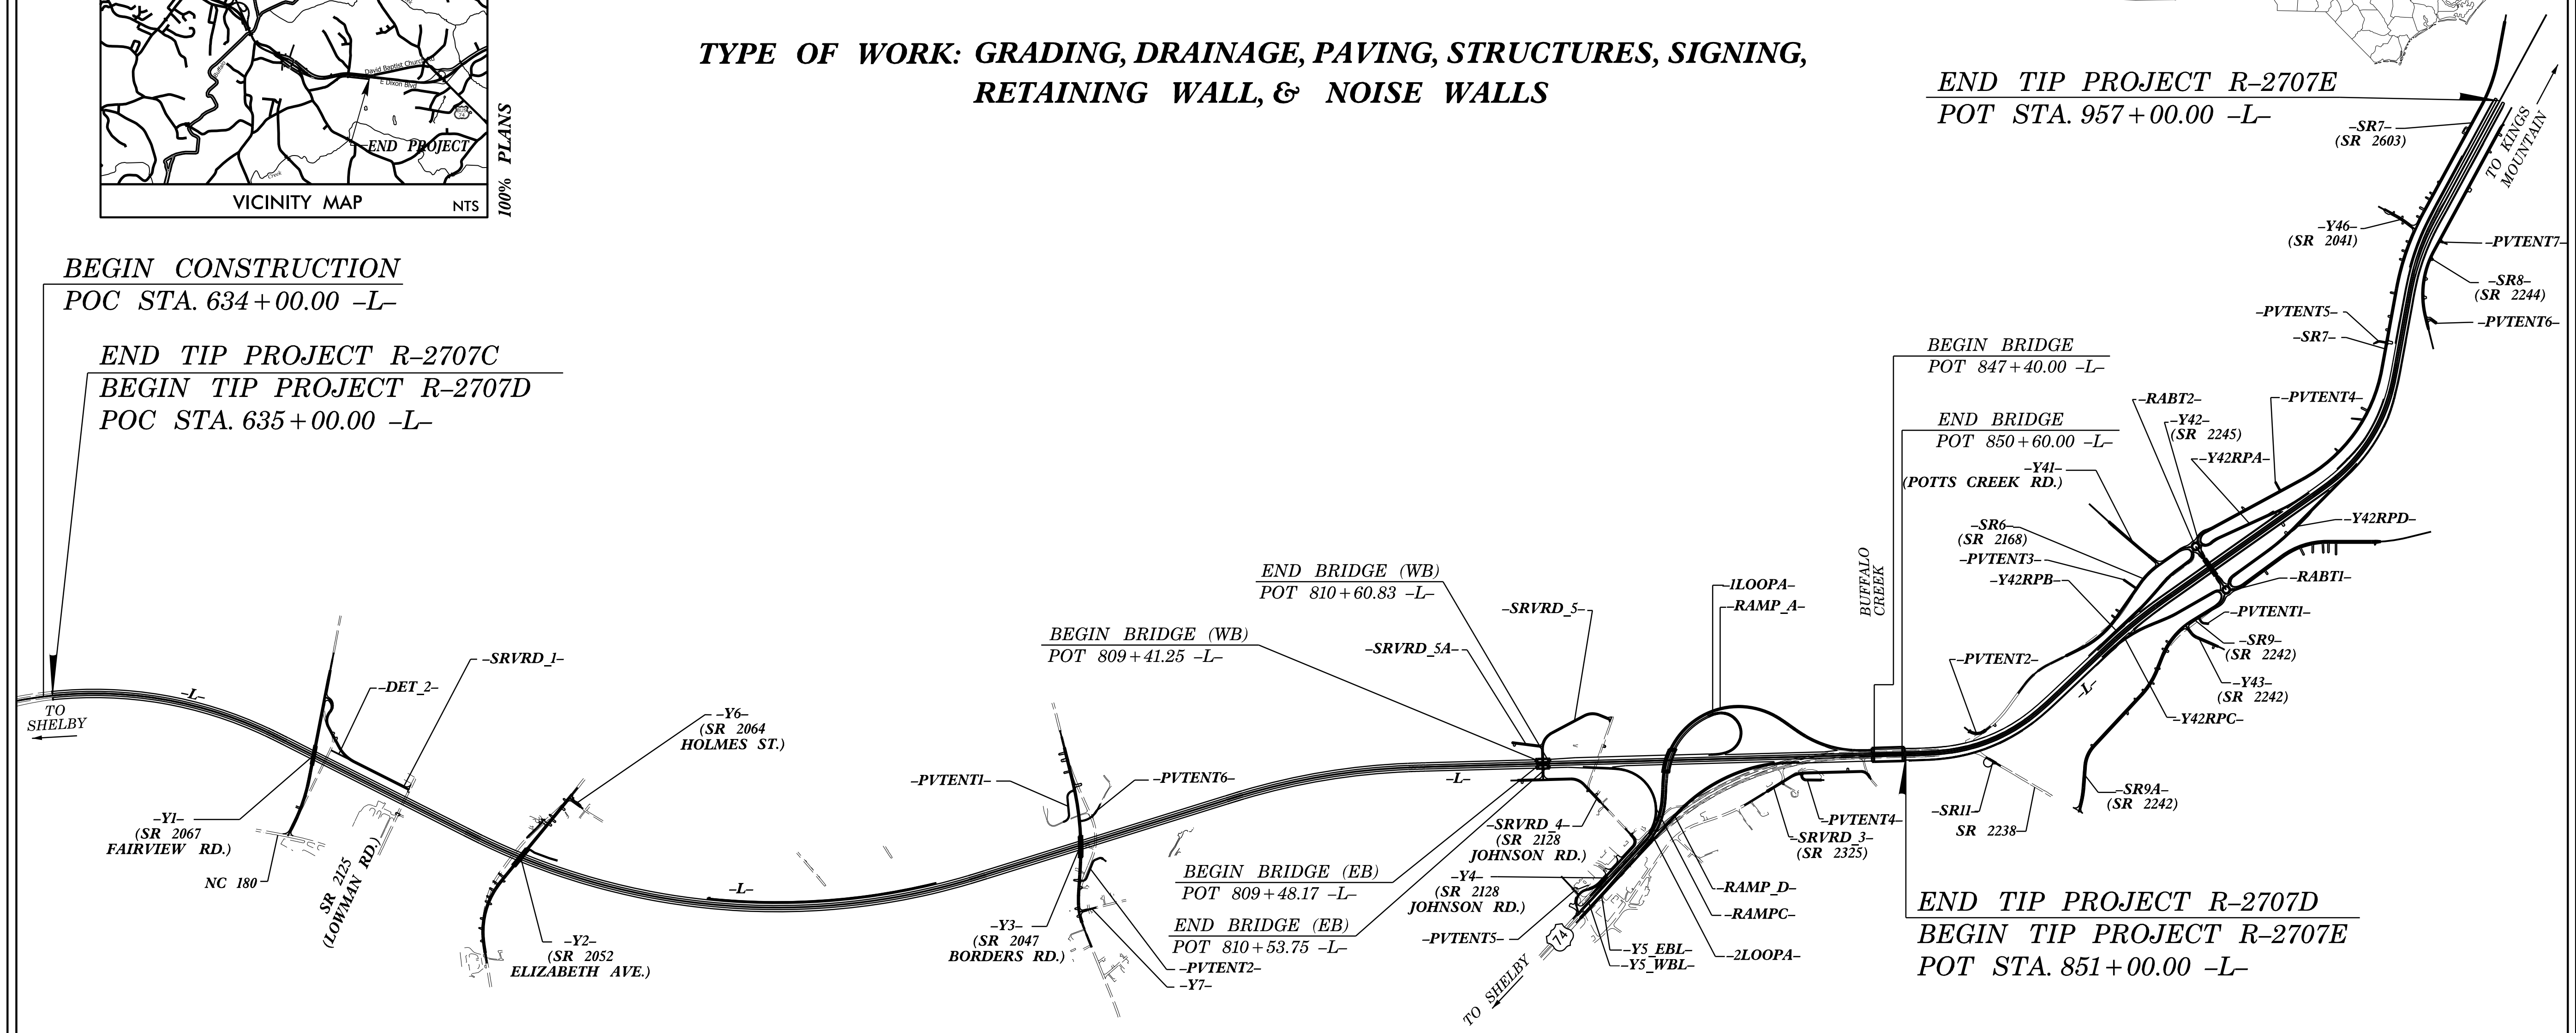 TYPE OF WORK: GRADING, DRAINAGE, PAVING, STRUCTURES, SIGNING,
RETAINING WALL, & NOISE WALLS
David Baptist Church
E Dixon Blvd
Creek
END PROJECT
VICINITY MAP
NTS
100% PLANS
END TIP PROJECT R-2707E
POT STA. 957+00.00 -L-
-SR7-
(SR 2603)
TO KINGS
MOUNTAIN
-Y46-
(SR 2041)
-PVTENT7-
-SR8-
(SR 2244)
-PVTENT5-
-PVTENT6-
-SR7-
BEGIN CONSTRUCTION
POC STA. 634+00.00 -L-
END TIP PROJECT R-2707C
BEGIN TIP PROJECT R-2707D
POC STA. 635+00.00 -L-
BEGIN BRIDGE
POT 847+40.00 -L-
END BRIDGE
POT 850+60.00 -L-
-RABT2-
-PVTENT4-
-Y42-
(SR 2245)
-Y42RPA-
-Y41-
(POTTS CREEK RD.)
-SR6-
(SR 2168)
-Y42RPD-
-PVTENT3-
-Y42RPB-
-RABT1-
-PVTENT1-
-SR9-
(SR 2242)
-PVTENT2-
-Y43-
(SR 2242)
-L-
-Y42RPC-
-SR9A-
(SR 2242)
-SR11-
SR 2238
BUFFALO
CREEK
END BRIDGE (WB)
POT 810+60.83 -L-
-SRVRD_5-
-1LOOPA-
-RAMP_A-
BEGIN BRIDGE (WB)
POT 809+41.25 -L-
-SRVRD_5A-
-L-
TO
SHELBY
-SRVRD_1-
-DET_2-
-Y6-
(SR 2064
HOLMES ST.)
-PVTENT1-
-PVTENT6-
-L-
-Y1-
(SR 2067
FAIRVIEW RD.)
NC 180
SR 2125
(LOWMAN RD.)
-L-
-Y2-
(SR 2052
ELIZABETH AVE.)
-Y3-
(SR 2047
BORDERS RD.)
-PVTENT2-
-Y7-
BEGIN BRIDGE (EB)
POT 809+48.17 -L-
END BRIDGE (EB)
POT 810+53.75 -L-
-SRVRD_4-
(SR 2128
JOHNSON RD.)
-Y4-
(SR 2128
JOHNSON RD.)
-PVTENT5-
74
TO SHELBY
-Y5_EBL-
-Y5_WBL-
-PVTENT4-
-SRVRD_3-
(SR 2325)
-RAMP_D-
-RAMPC-
-2LOOPA-
END TIP PROJECT R-2707D
BEGIN TIP PROJECT R-2707E
POT STA. 851+00.00 -L-